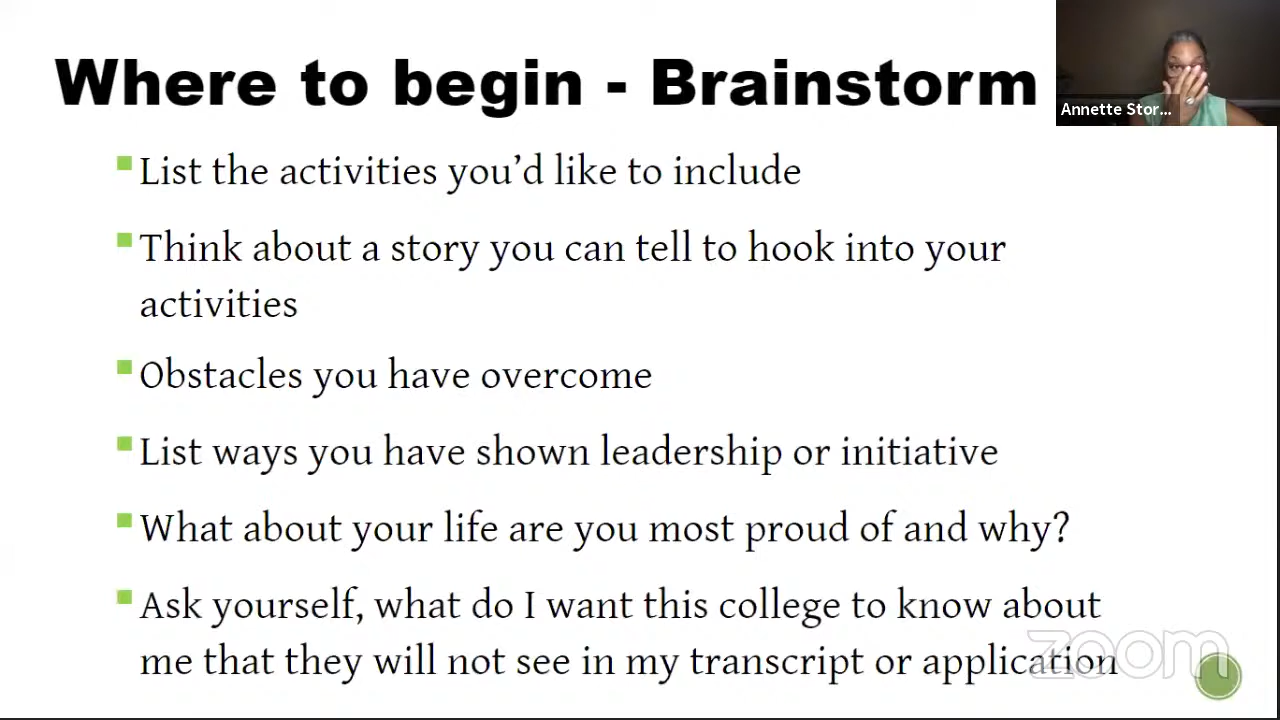 Where to begin - Brainstorm
Annette Stor...
List the activities you’d like to include
Think about a story you can tell to hook into your
activities
Obstacles you have overcome
List ways you have shown leadership or initiative
What about your life are you most proud of and why?
Ask yourself, what do I want this college to know about
me that they will not see in my transcript or application
zoom